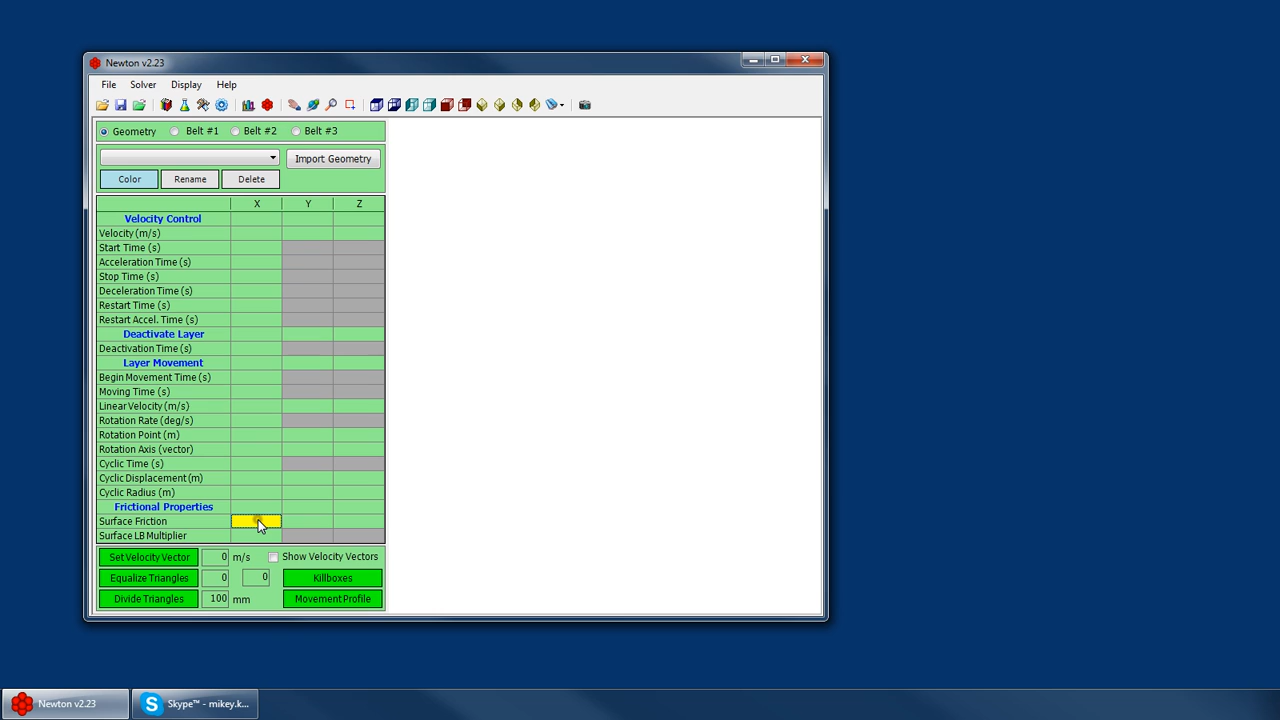 Newton v2.23
File Solver Display Help
Geometry Belt #1 Belt #2 Belt #3
Import Geometry
Color Rename Delete
X Y Z
Velocity Control
Velocity (m/s)
Start Time (s)
Acceleration Time (s)
Stop Time (s)
Deceleration Time (s)
Restart Time (s)
Restart Accel. Time (s)
Deactivate Layer
Deactivation Time (s)
Layer Movement
Begin Movement Time (s)
Moving Time (s)
Linear Velocity (m/s)
Rotation Rate (deg/s)
Rotation Point (m)
Rotation Axis (vector)
Cyclic Time (s)
Cyclic Displacement (m)
Cyclic Radius (m)
Frictional Properties
Surface Friction
Surface LB Multiplier
Set Velocity Vector 0 m/s Show Velocity Vectors
Equalize Triangles 0 0 Killboxes
Divide Triangles 100 mm Movement Profile
Newton v2.23 Skype™ - mikey.k...